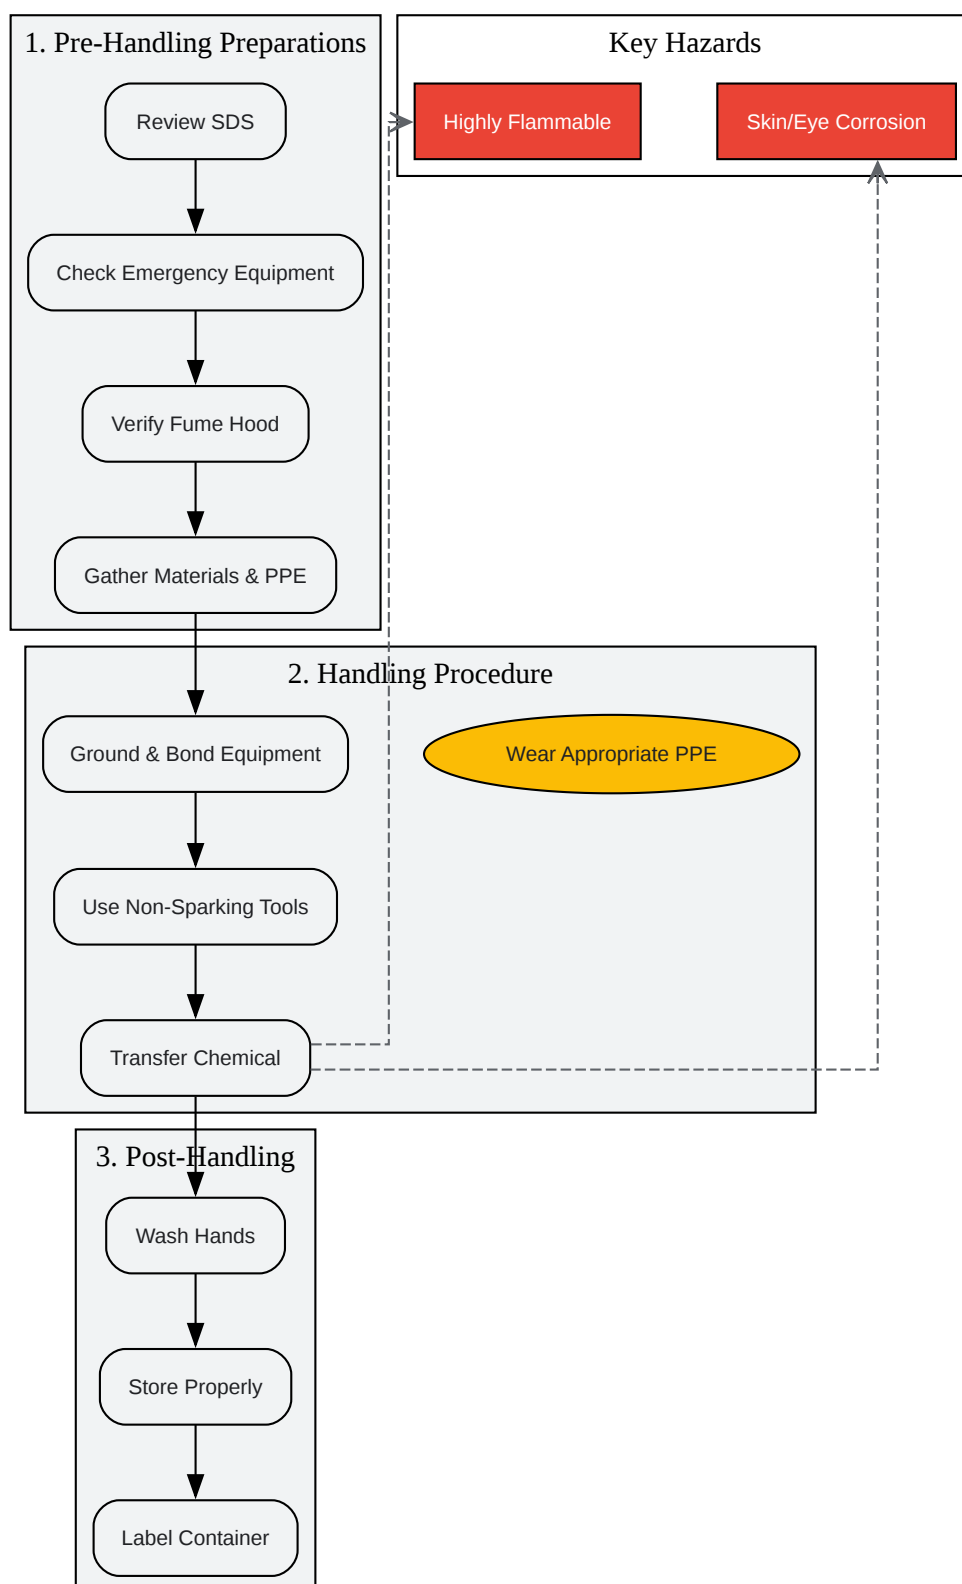 1. Pre-Handling Preparations
Review SDS
Check Emergency Equipment
Verify Fume Hood
Gather Materials & PPE
Key Hazards
Highly Flammable
Skin/Eye Corrosion
2. Handling Procedure
Ground & Bond Equipment
Wear Appropriate PPE
Use Non-Sparking Tools
Transfer Chemical
3. Post-Handling
Wash Hands
Store Properly
Label Container